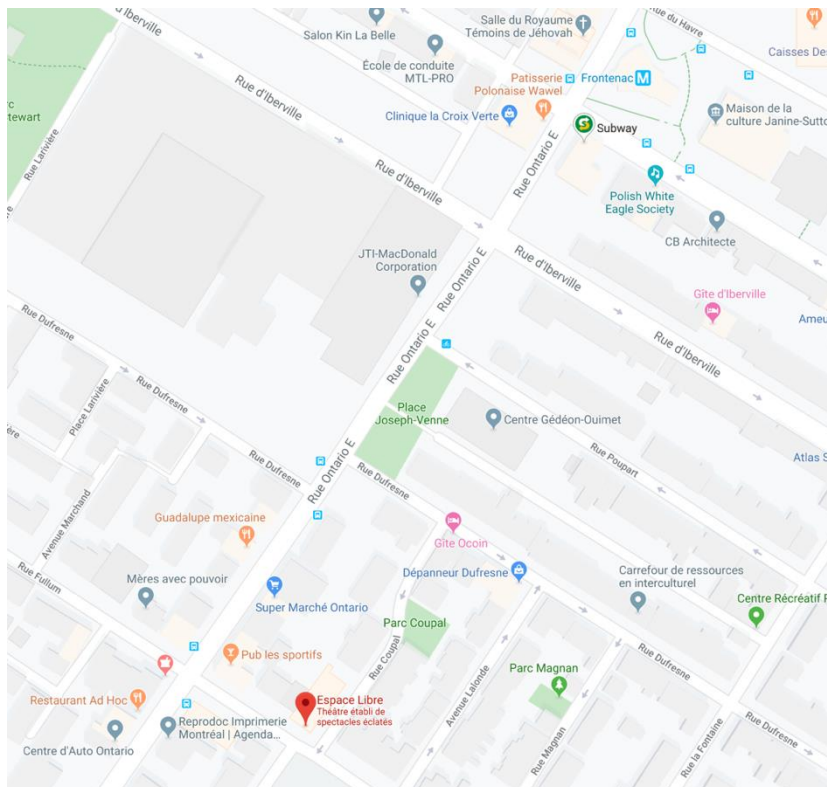 Salle du Royaume
Témoins de Jéhovah
Rue du Havre
d'Iberville
Salon Kin La Belle
École de conduite
MTL-PRO
Caisses De
Rue d'Iberville
Patisserie
Polonaise Wawel
Frontenac M
tewart
Clinique la Croix Verte
Maison de la
culture Janine-Sutto
Subway
Rue Larivière
Rue d'Iberville
Rue Ontario E
Polish White
Eagle Society
CB Architecte
JTI-MacDonald
Corporation
Rue d'Iberville
Rue Ontario E
Gîte d'Iberville
Ameu
Rue Dufresne
Rue Ontario E
Rue d'Iberville
Rue Dufresne
Place Larivière
Place
Joseph-Venne
Centre Gédéon-Ouimet
ère
Rue Poupart
Atlas S
Rue Dufresne
Rue Ontario E
Rue Dufresne
Avenue Marchand
Guadalupe mexicaine
Gîte Ocoin
Rue Fullum
Mères avec pouvoir
Dépanneur Dufresne
Carrefour de ressources
en interculturel
Super Marché Ontario
Centre Récréatif P
Parc Coupal
Rue Coupal
Pub les sportifs
Rue Dufresne
Parc Magnan
Avenue Lalonde
Restaurant Ad Hoc
Espace Libre
Théâtre établi de
spectacles éclatés
Reprodoc Imprimerie
Montréal | Agenda...
Rue Dufresne
Centre d'Auto Ontario
Rue Magnan
Rue la Fontaine